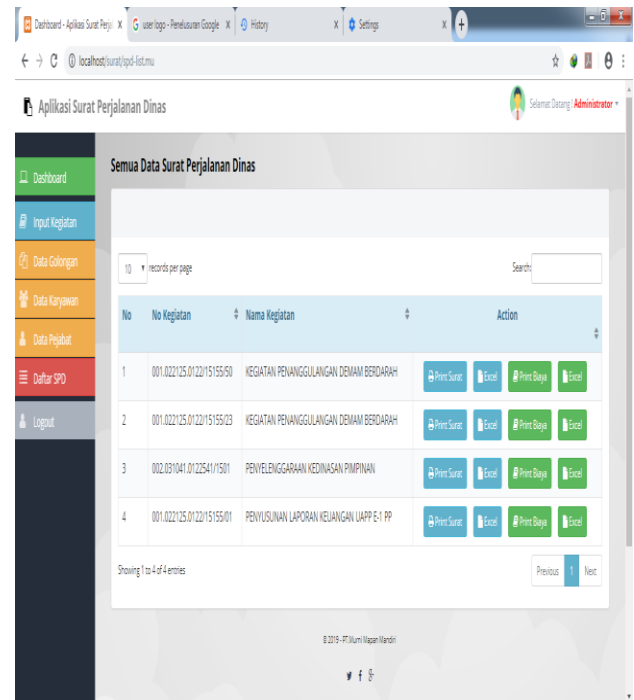 Dashboard - Aplikasi Surat Perja
user logo - Penelusuran Google
History
Settings
localhost/surat/spd-list.mu
Aplikasi Surat Perjalanan Dinas
Selamat Datang! Administrator
Dashboard
Input Kegiatan
Data Golongan
Data Karyawan
Data Pejabat
Daftar SPD
Logout
Semua Data Surat Perjalanan Dinas
10 records per page Search:
No No Kegiatan Nama Kegiatan Action
1 001.022125.0122/15155/50 KEGIATAN PENANGGULANGAN DEMAM BERDARAH Print Surat Excel Print Biaya Excel
2 001.022125.0122/15155/23 KEGIATAN PENANGGULANGAN DEMAM BERDARAH Print Surat Excel Print Biaya Excel
3 002.031041.0122541/1501 PENYELENGGARAAN KEDINASAN PIMPINAN Print Surat Excel Print Biaya Excel
4 001.022125.0122/15155/01 PENYUSUNAN LAPORAN KEUANGAN UAPP E-1 PP Print Surat Excel Print Biaya Excel
Showing 1 to 4 of 4 entries Previous 1 Next
© 2019 - PT.Murni Mapan Mandiri